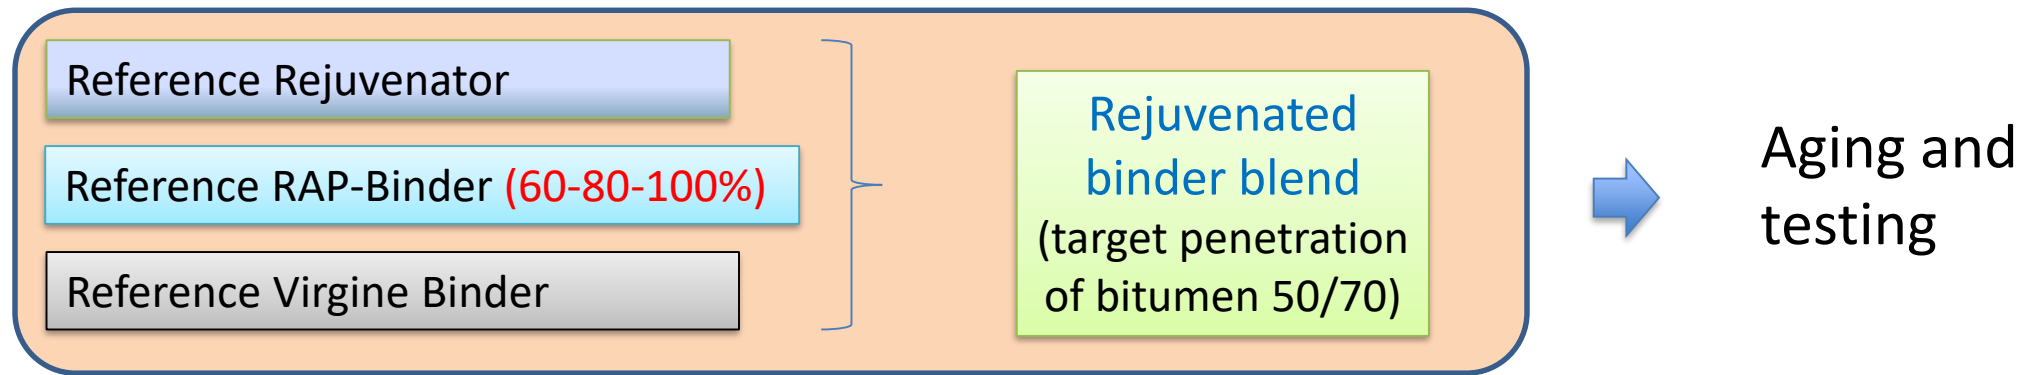 Reference Rejuvenator
Reference RAP-Binder (60-80-100%)
Reference Virgine Binder
Rejuvenated
binder blend
(target penetration
of bitumen 50/70)
Aging and
testing